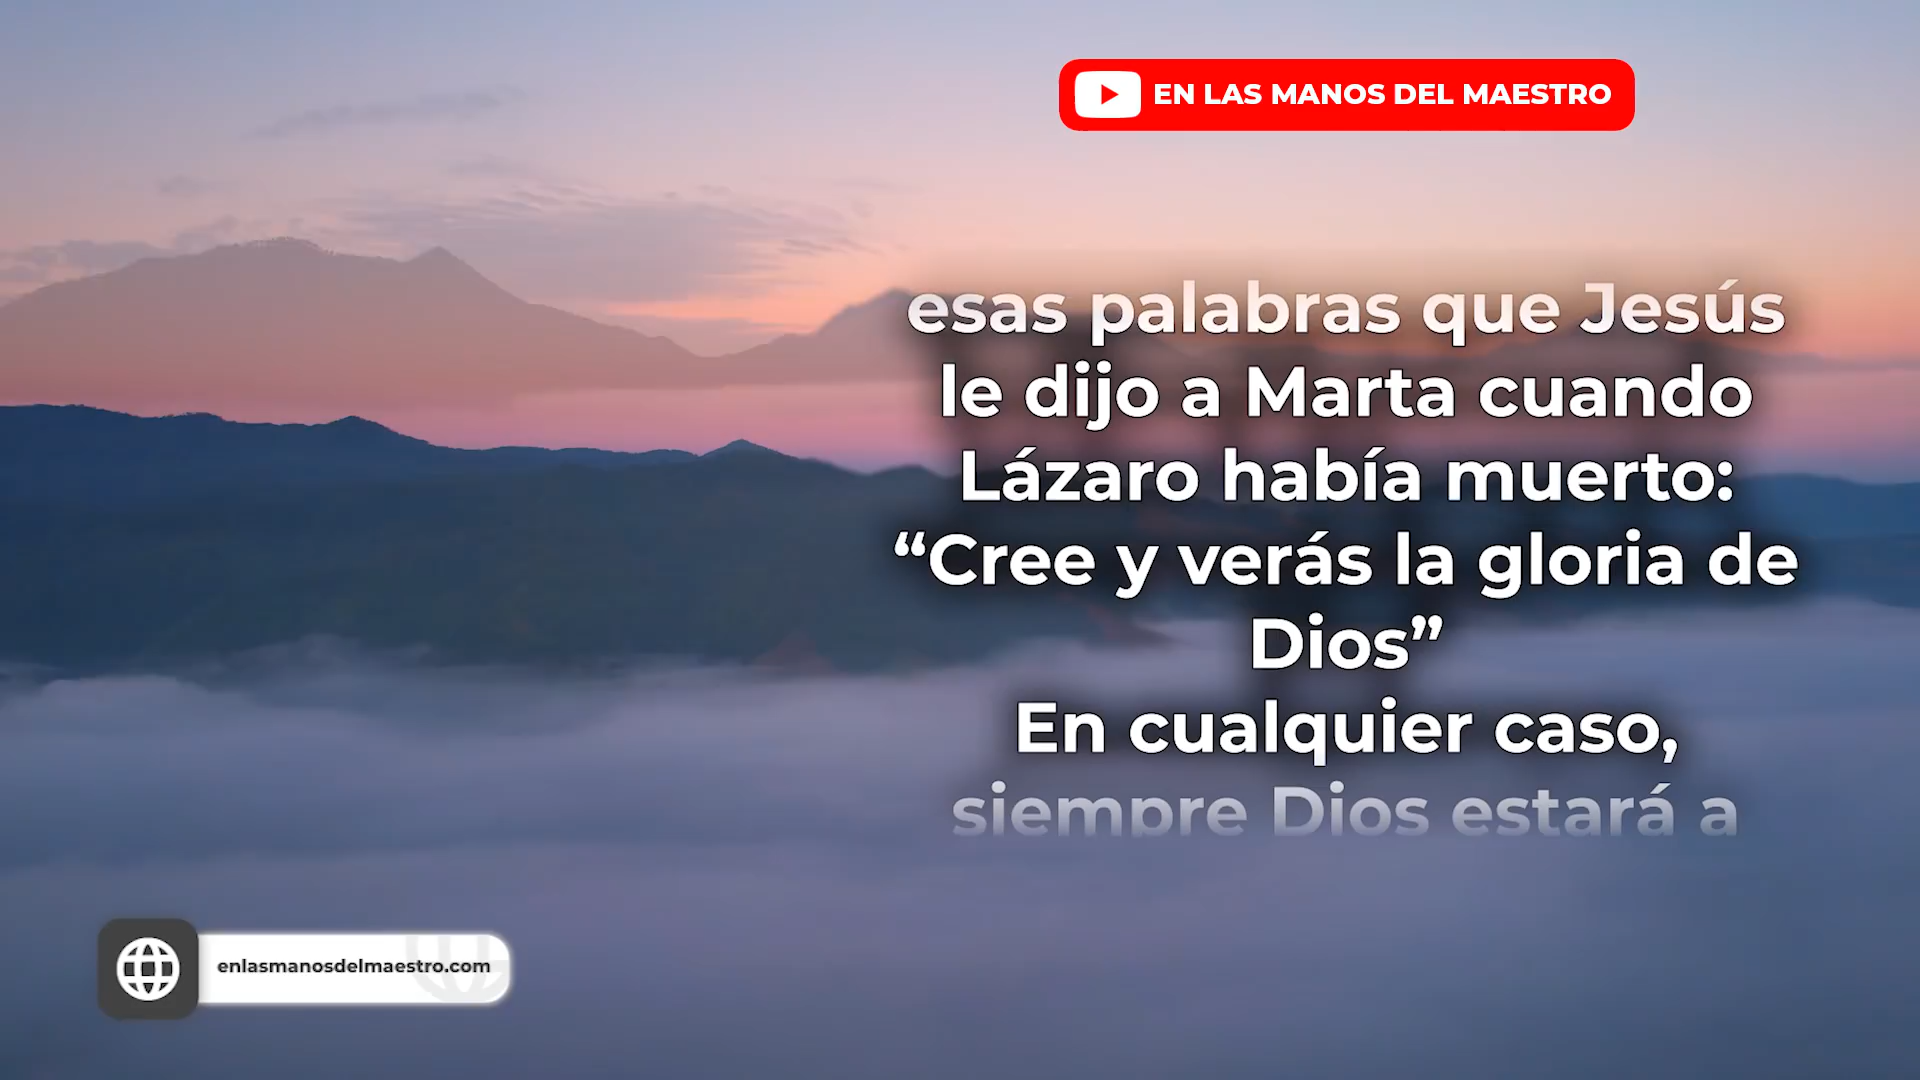 EN LAS MANOS DEL MAESTRO
esas palabras que Jesús
le dijo a Marta cuando
Lázaro había muerto:
“Cree y verás la gloria de
Dios”
En cualquier caso,
siempre Dios estará a
enlasmanosdelmaestro.com